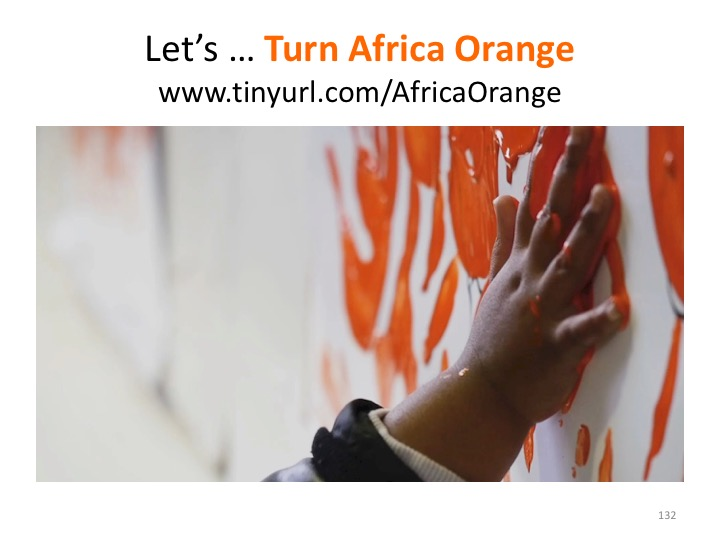 Let’s … Turn Africa Orange
www.tinyurl.com/AfricaOrange
132